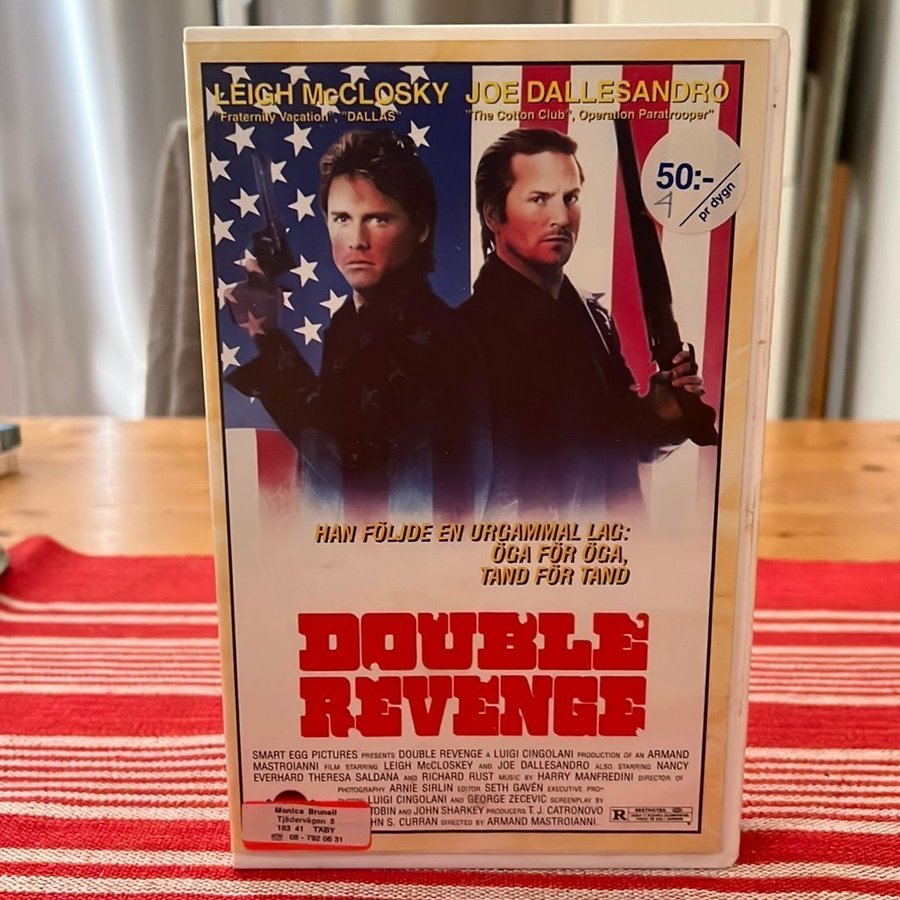 LEIGH McCLOSKY JOE DALLESANDRO
"Fraternity Vacation", "DALLAS" "The Cotton Club", Operation Paratrooper"
50:-
pr dygn
HAN FÖLJDE EN URGAMMAL LAG:
ÖGA FÖR ÖGA,
TAND FÖR TAND
DOUBLE
REVENGE
SMART EGG PICTURES PRESENTS DOUBLE REVENGE A LUIGI CINGOLANI PRODUCTION OF AN ARMAND
MASTROIANNI FILM STARRING LEIGH McCLOSKEY AND JOE DALLESANDRO ALSO STARRING NANCY
EVERHARD THERESA SALDANA AND RICHARD RUST MUSIC BY HARRY MANFREDINI DIRECTOR OF
PHOTOGRAPHY ARNIE SIRLIN EDITOR SETH GAVEN EXECUTIVE PRO-
LUIGI CINGOLANI AND GEORGE ZECEVIC SCREENPLAY BY
TOBIN AND JOHN SHARKEY PRODUCERS T.J. CATRONOVO
S. CURRAN DIRECTED BY ARMAND MASTROIANNI.
R RESTRICTED
Monica Brunell
Tjädervägen 5
183 41 TÄBY
08 - 792 06 31